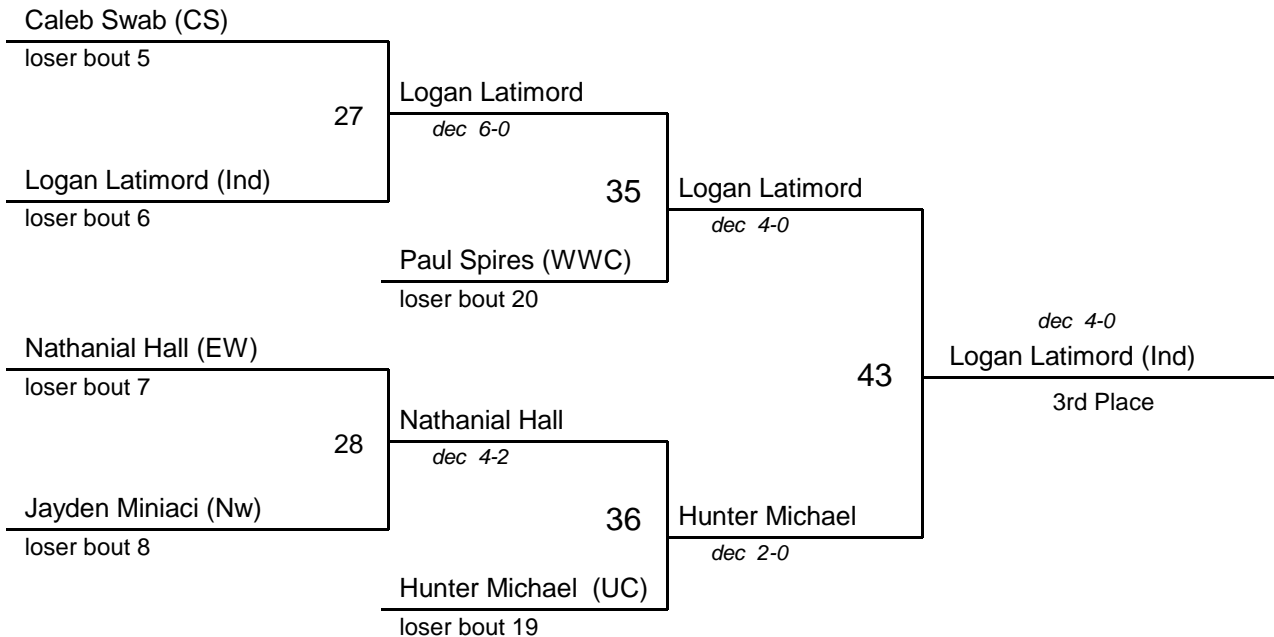 Caleb Swab (CS)
loser bout 5
27
Logan Latimord
dec 6-0
Logan Latimord (Ind)
loser bout 6
35
Logan Latimord
dec 4-0
Paul Spires (WWC)
loser bout 20
dec 4-0
Logan Latimord (Ind)
3rd Place
43
Nathanial Hall (EW)
loser bout 7
28
Nathanial Hall
dec 4-2
Jayden Miniaci (Nw)
loser bout 8
36
Hunter Michael
dec 2-0
Hunter Michael (UC)
loser bout 19